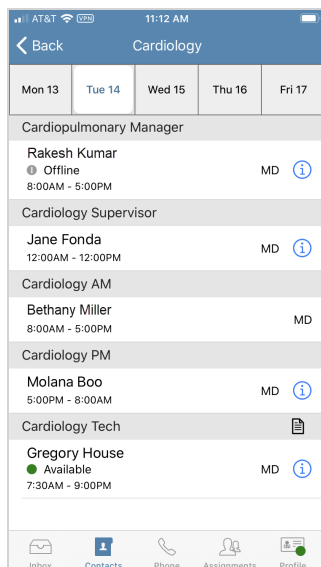 AT&T VPN 11:12 AM
Back Cardiology
Mon 13 Tue 14 Wed 15 Thu 16 Fri 17
Cardiopulmonary Manager
Rakesh Kumar
Offline MD
8:00AM - 5:00PM
Cardiology Supervisor
Jane Fonda
12:00AM - 12:00PM MD
Cardiology AM
Bethany Miller
8:00AM - 5:00PM MD
Cardiology PM
Molana Boo
5:00PM - 8:00AM MD
Cardiology Tech
Gregory House
Available MD
7:30AM - 9:00PM
Inbox Contacts Phone Assignments Profile